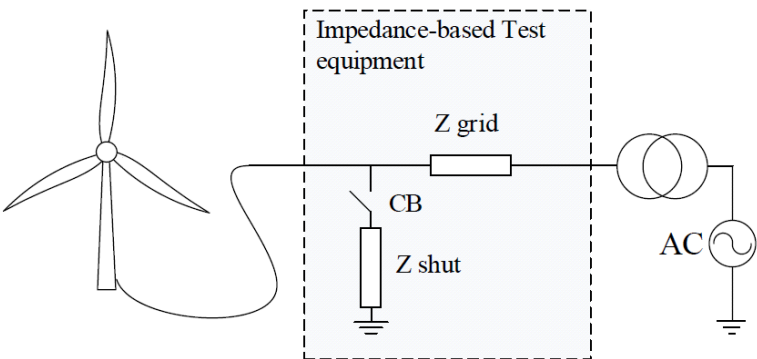 Impedance-based Test
equipment
Z grid
CB
AC
Z shut